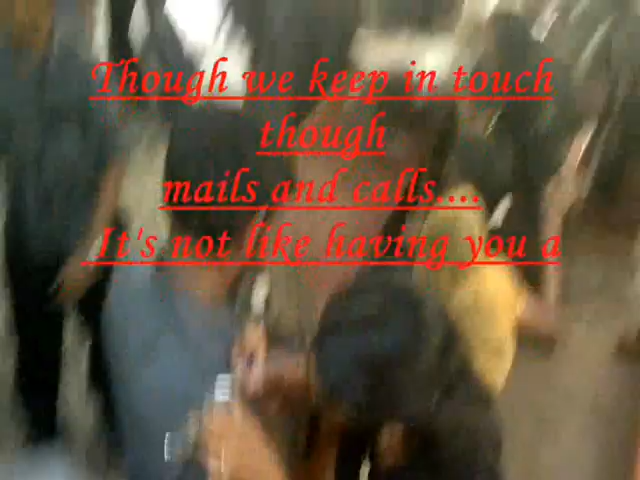 Though we keep in touch
though
mails and calls....
It's not like having you a